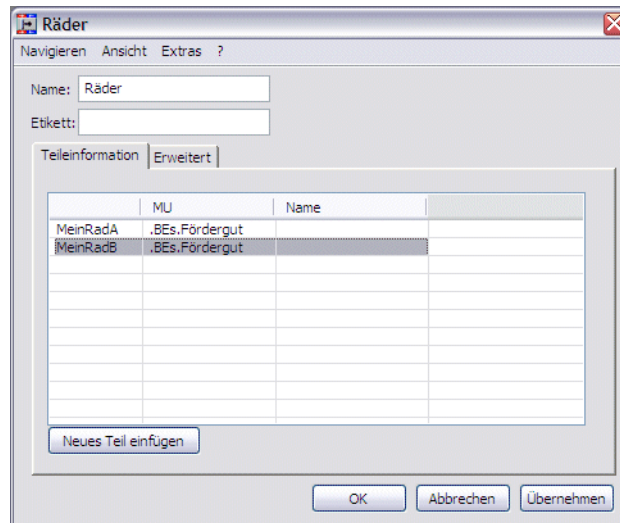 Räder
Navigieren Ansicht Extras ?
Name: Räder
Etikett:
Teileinformation Erweitert
MU Name
MeinRadA .BEs.Fördergut
MeinRadB .BEs.Fördergut
Neues Teil einfügen
OK Abbrechen Übernehmen